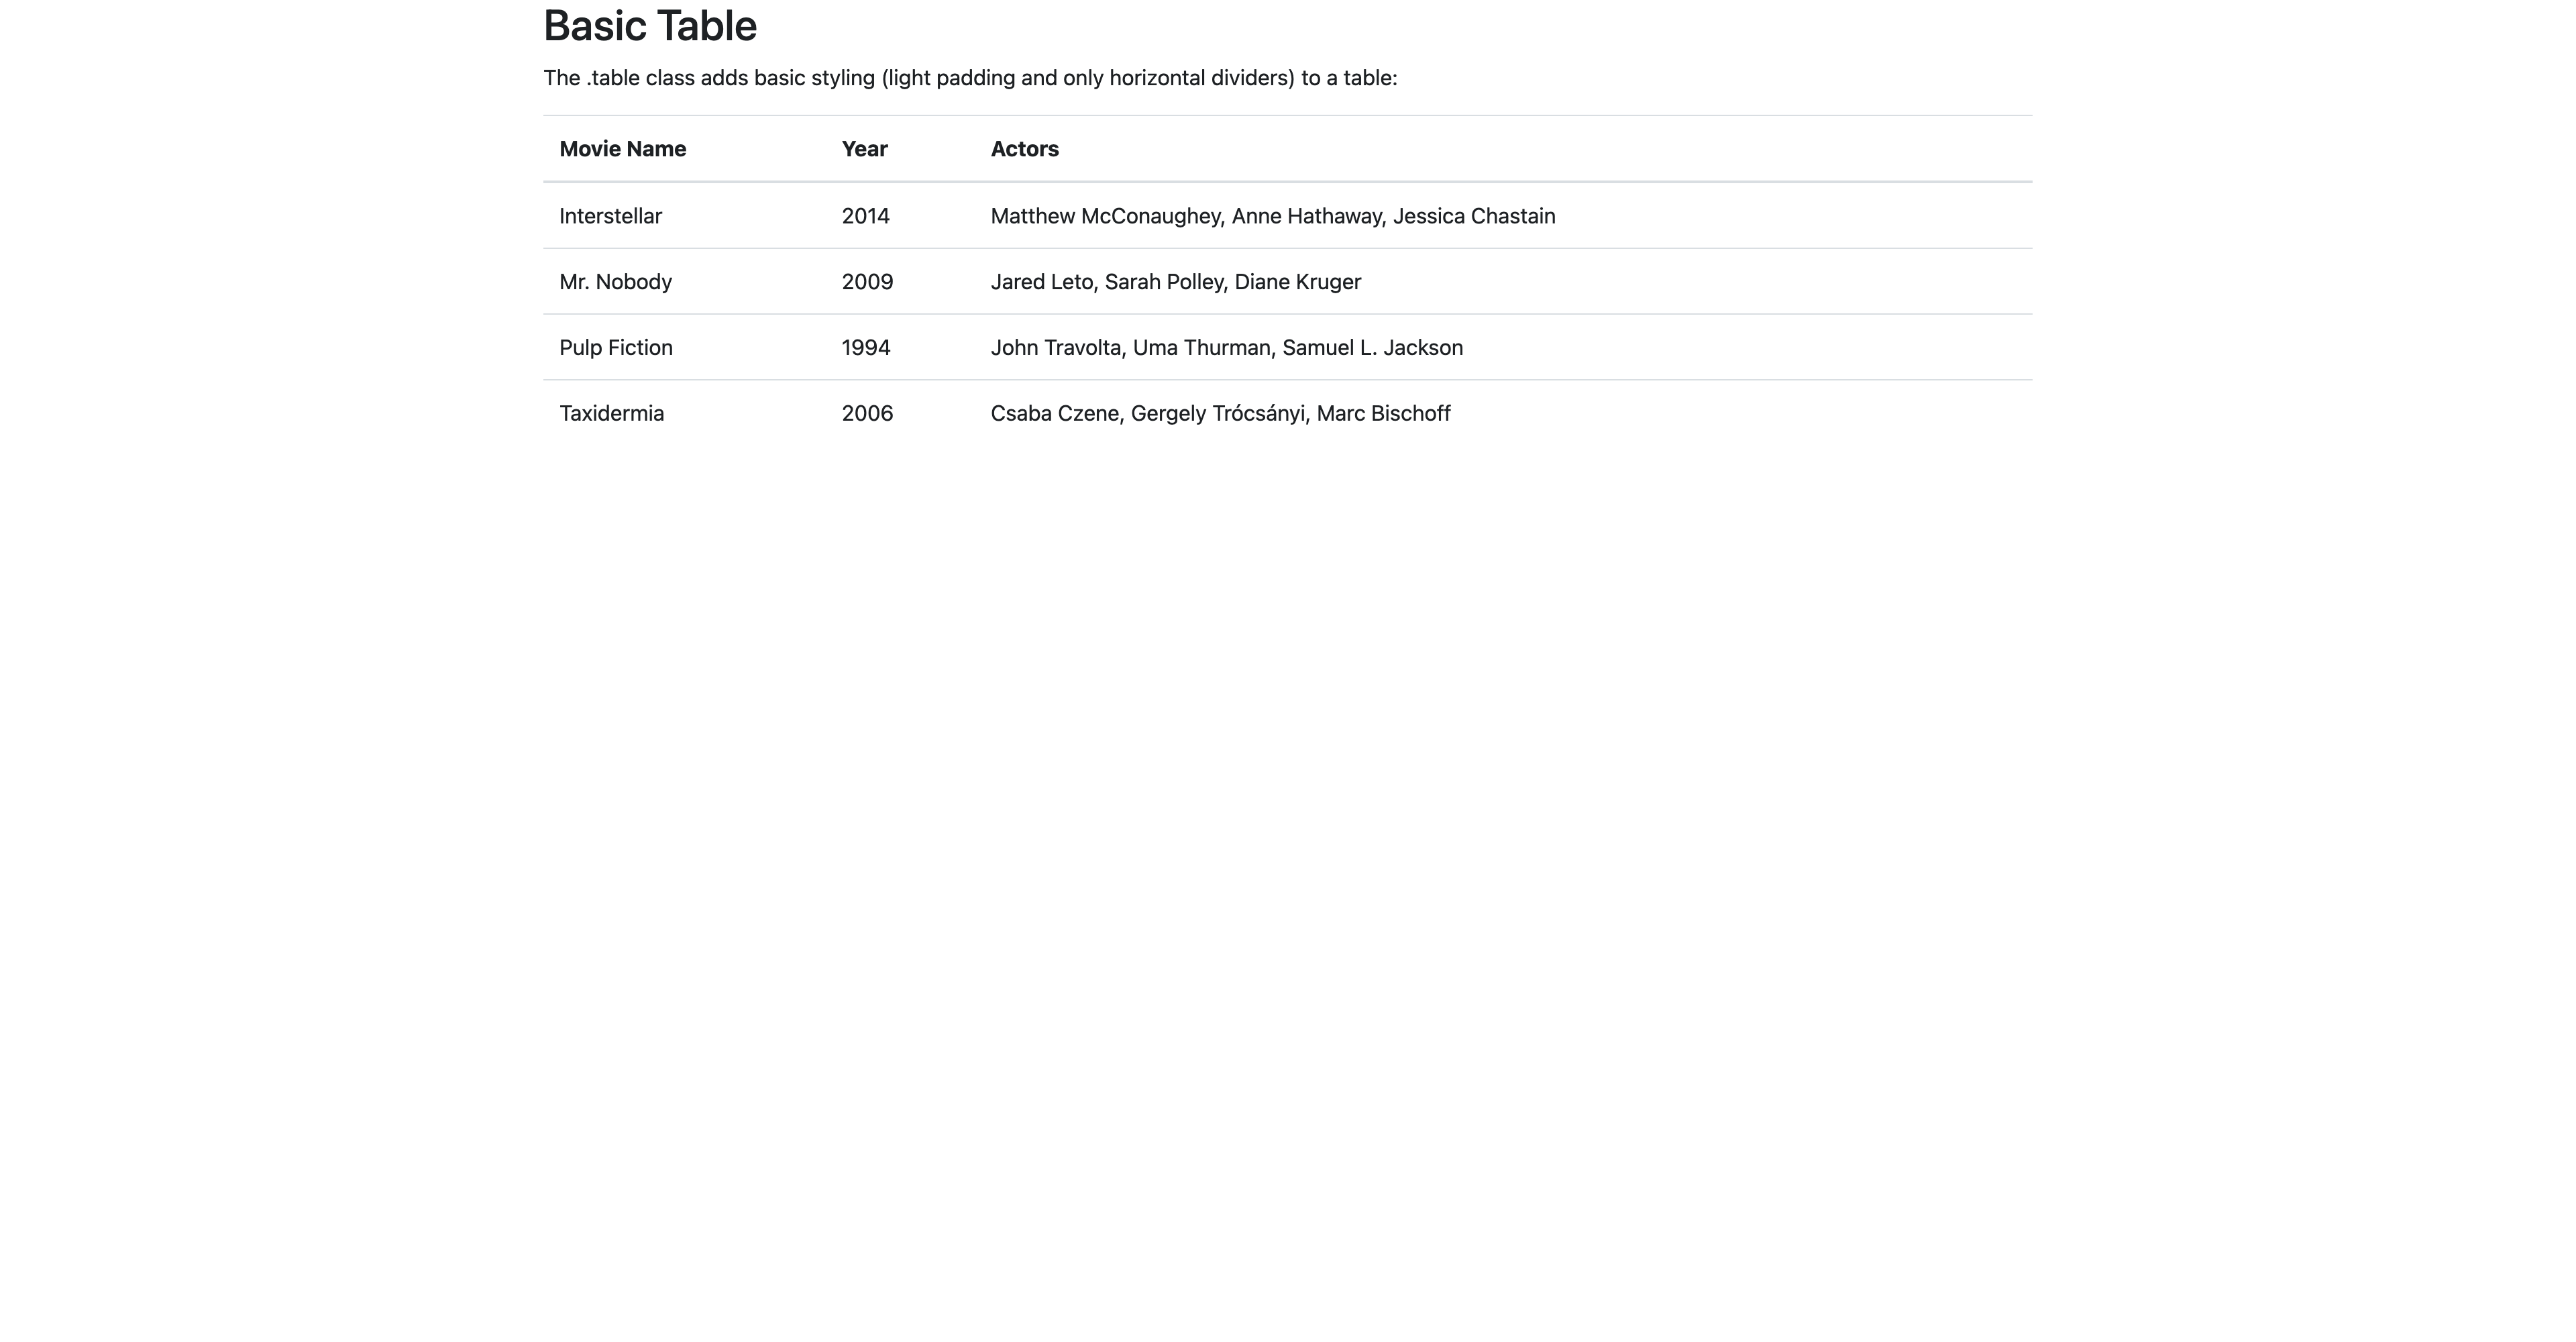 Basic Table
The .table class adds basic styling (light padding and only horizontal dividers) to a table:
Movie Name Year Actors
Interstellar 2014 Matthew McConaughey, Anne Hathaway, Jessica Chastain
Mr. Nobody 2009 Jared Leto, Sarah Polley, Diane Kruger
Pulp Fiction 1994 John Travolta, Uma Thurman, Samuel L. Jackson
Taxidermia 2006 Csaba Czene, Gergely Trócsányi, Marc Bischoff